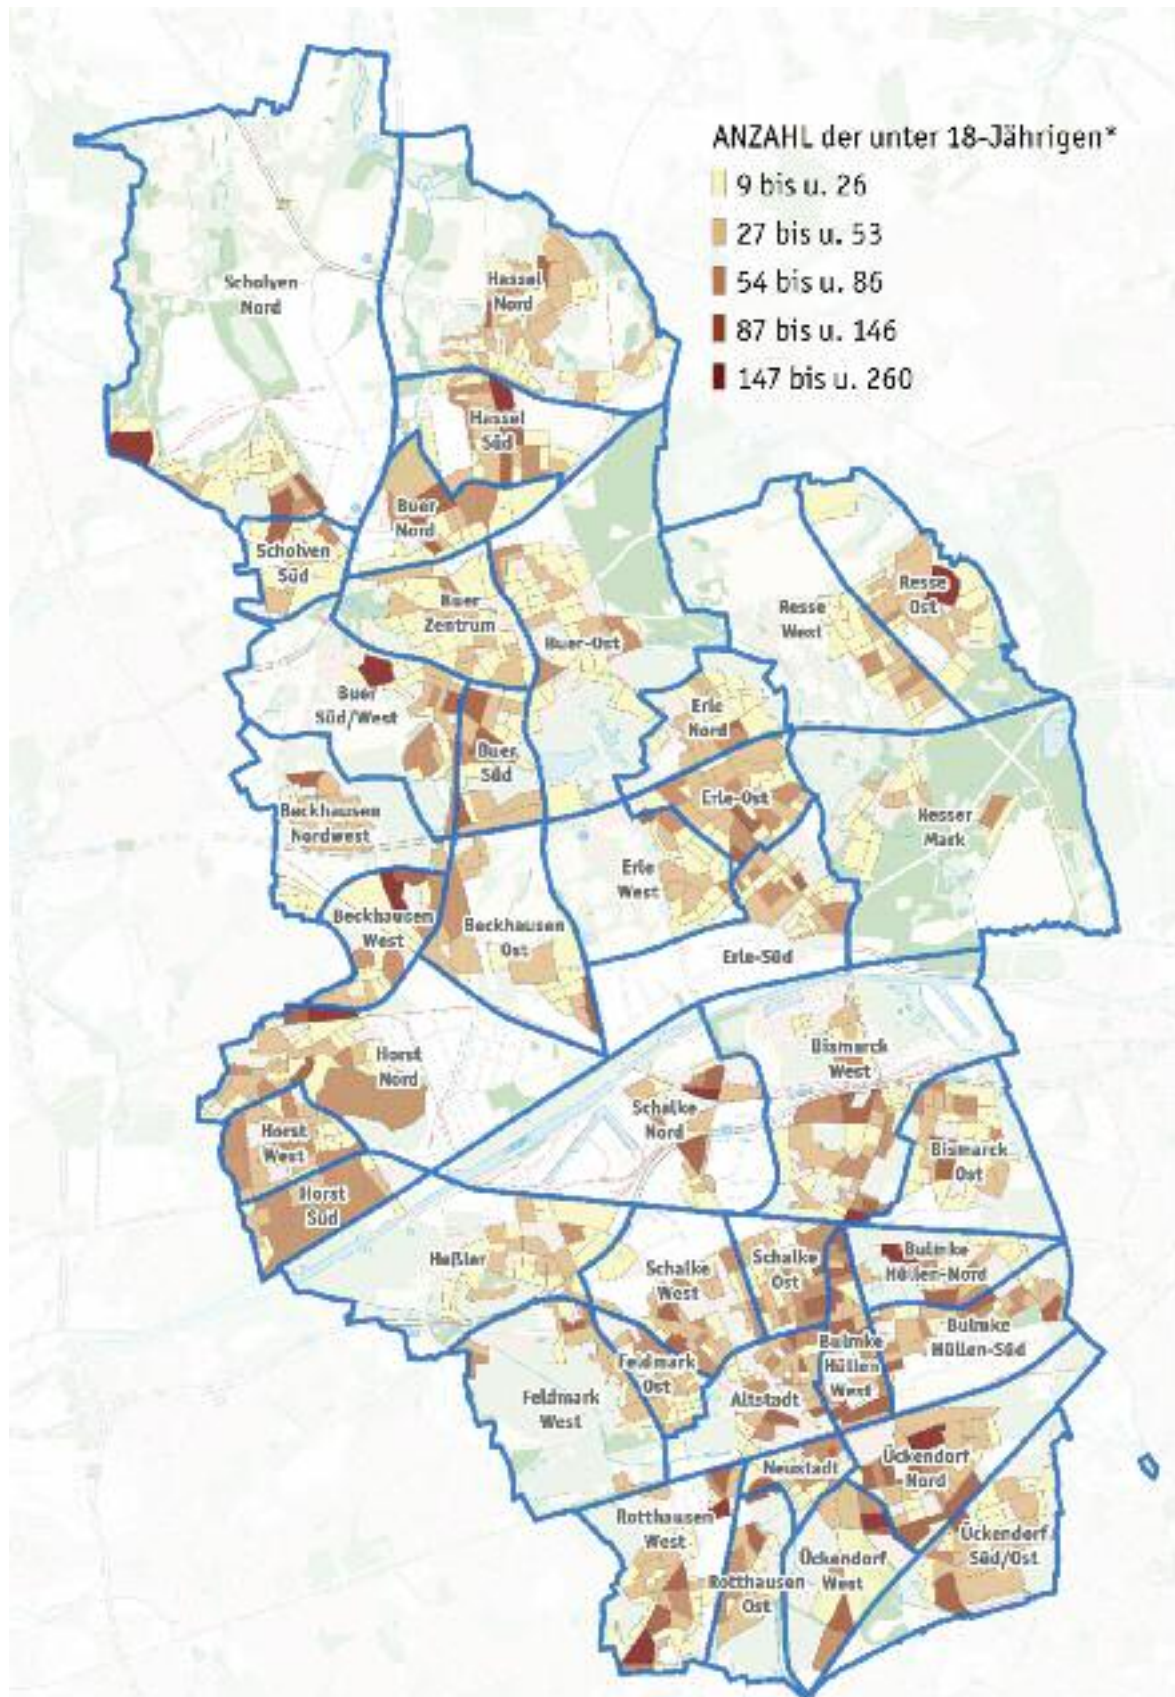 ANZAHL der unter 18-Jährigen*
9 bis u. 26
27 bis u. 53
54 bis u. 86
87 bis u. 146
147 bis u. 260
Scholven
Nord
Hassel
Nord
Hassel
Süd
Buer
Nord
Scholven
Süd
Buer
Zentrum
Buer-Ost
Resse
Ost
Resse
West
Buer
Süd/West
Erle
Nord
Buer
Süd
Erle-Ost
Beckhausen
Nordwest
Resser
Mark
Erle
West
Beckhausen
West
Beckhausen
Ost
Erle-Süd
Horst
Nord
Bismarck
West
Schalke
Nord
Horst
West
Bismarck
Ost
Horst
Süd
Heßler
Schalke
West
Schalke
Ost
Bulmke
Hüllen-Nord
Bulmke
Hüllen-Süd
Bulmke
Hüllen
West
Feldmark
Ost
Feldmark
West
Altstadt
Neustadt
Ückendorf
Nord
Rotthausen
West
Ückendorf
Süd/Ost
Ückendorf
West
Rotthausen
Ost